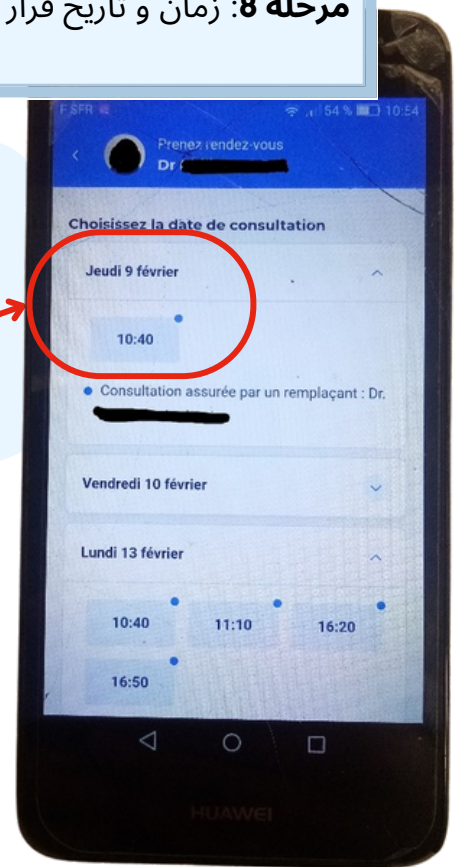 مرحله 8: زمان و تاریخ قرار
F SFR 54 % 10:54
Prenez rendez-vous
Dr
Choisissez la date de consultation
Jeudi 9 février
10:40
Consultation assurée par un remplaçant : Dr.
Vendredi 10 février
Lundi 13 février
10:40 11:10 16:20
16:50
HUAWEI